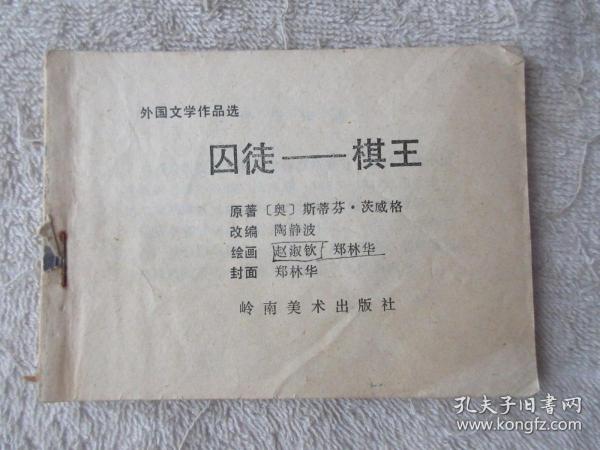 外国文学作品选
囚徒——棋王
原著〔奥〕斯蒂芬·茨威格
改编 陶静波
绘画 赵淑钦 郑林华
封面 郑林华
岭南美术出版社
孔夫子旧书网
www.kongfz.com